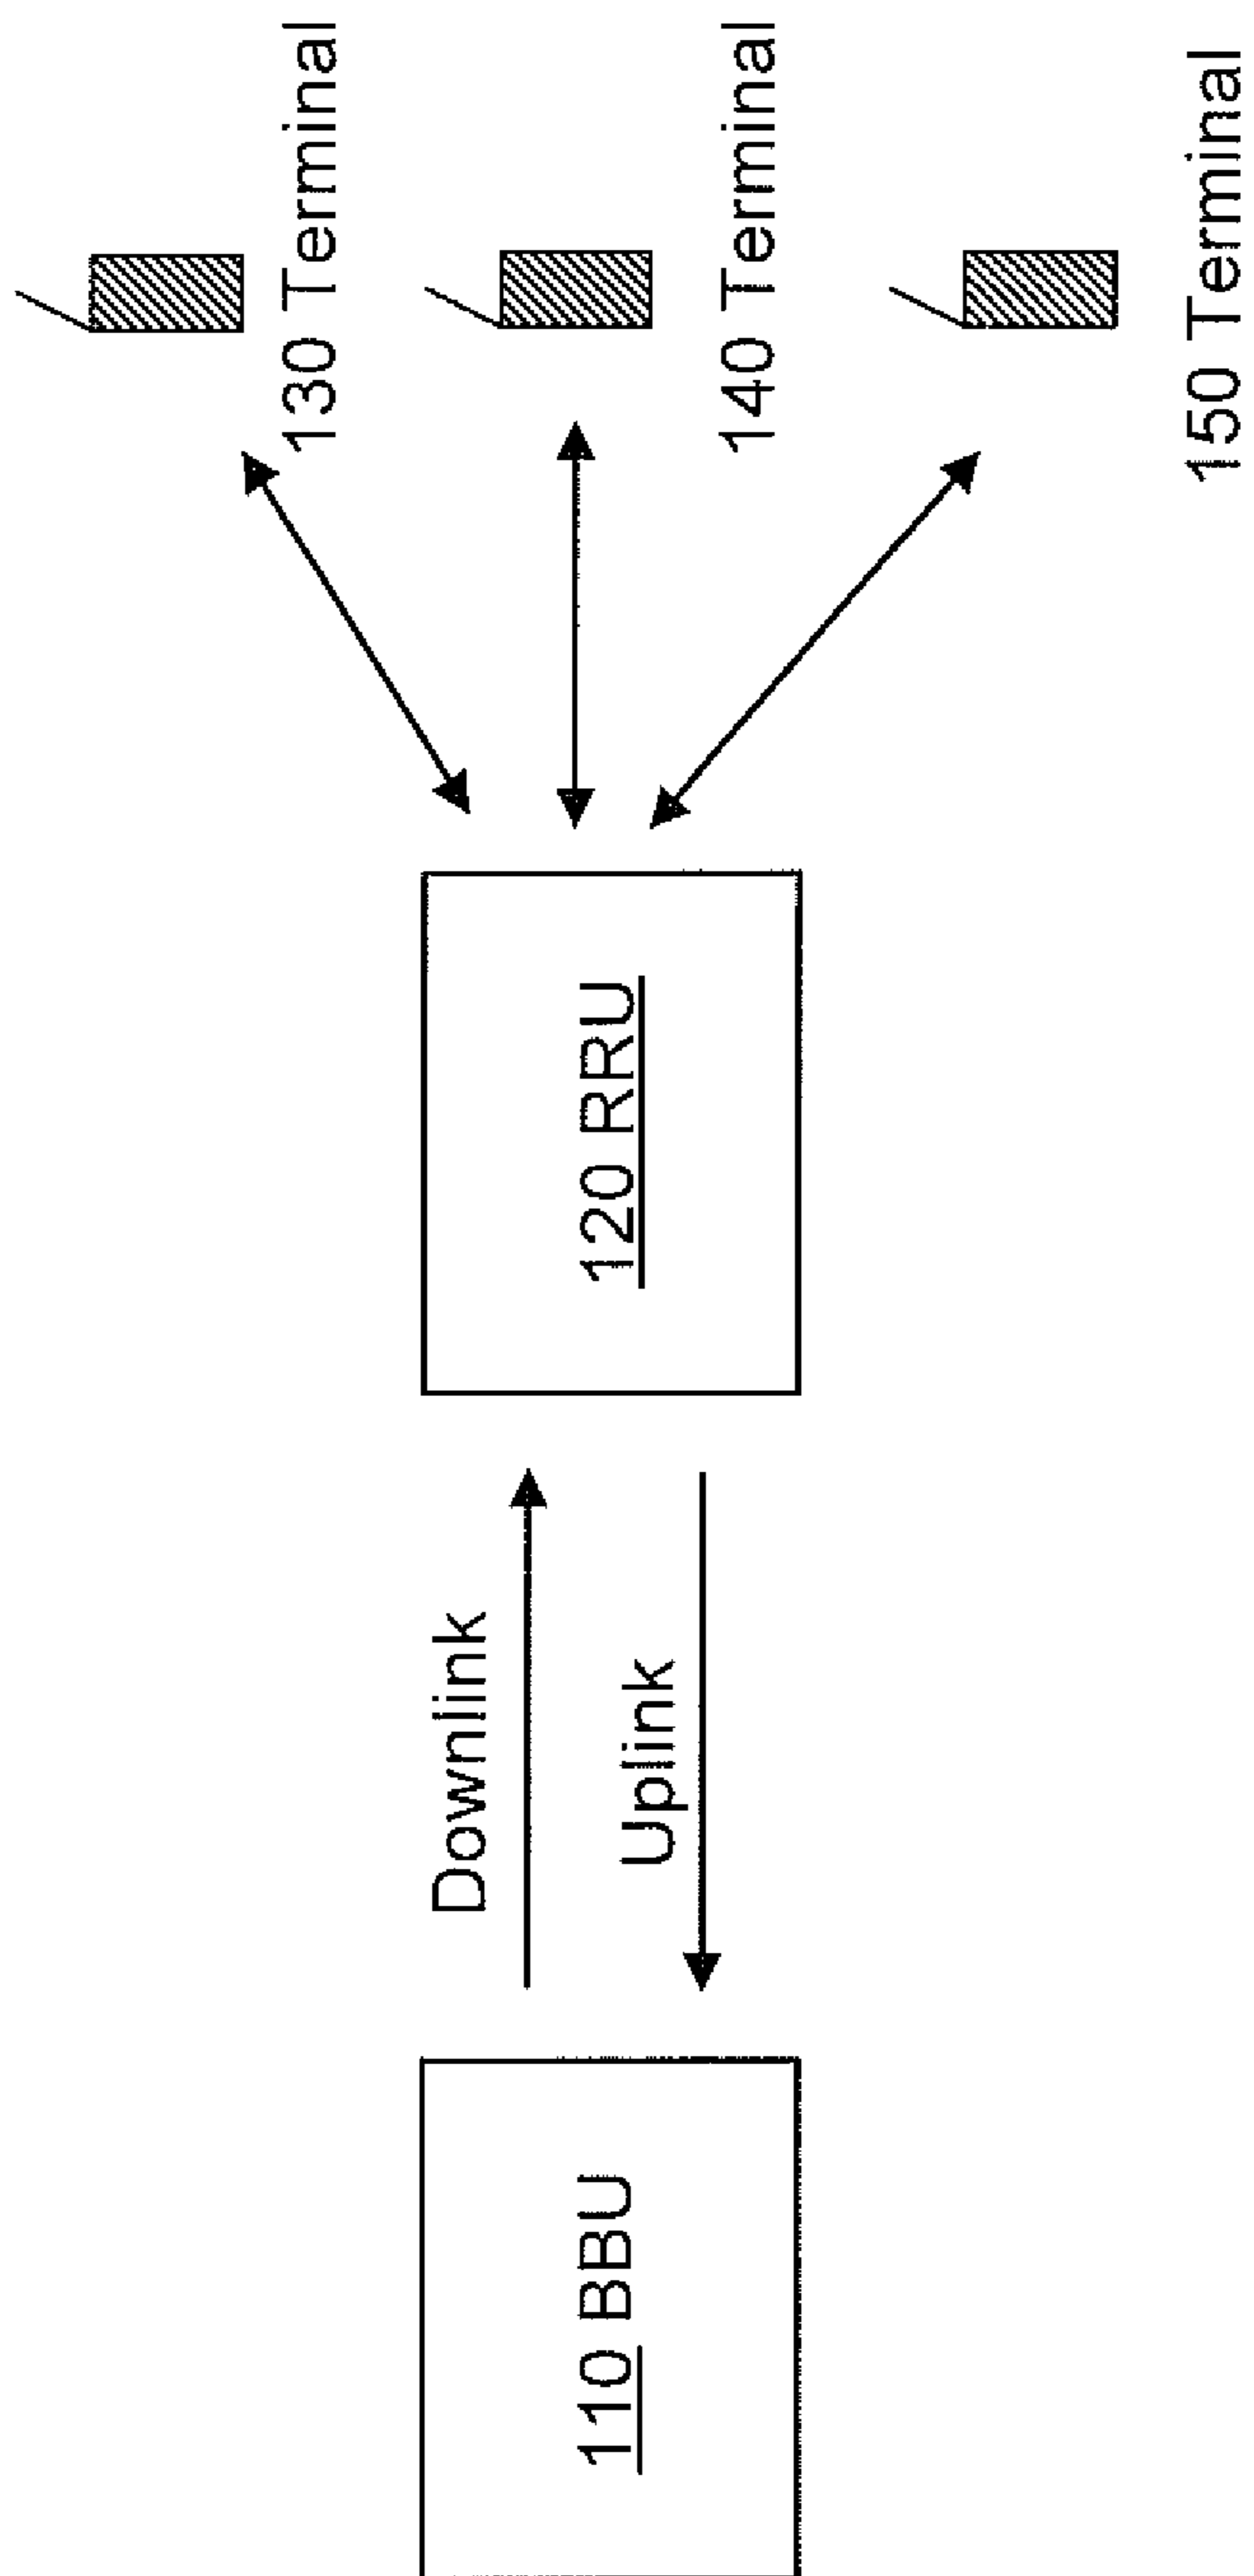 110 BBU
Downlink
Uplink
120 RRU
130 Terminal
140 Terminal
150 Terminal